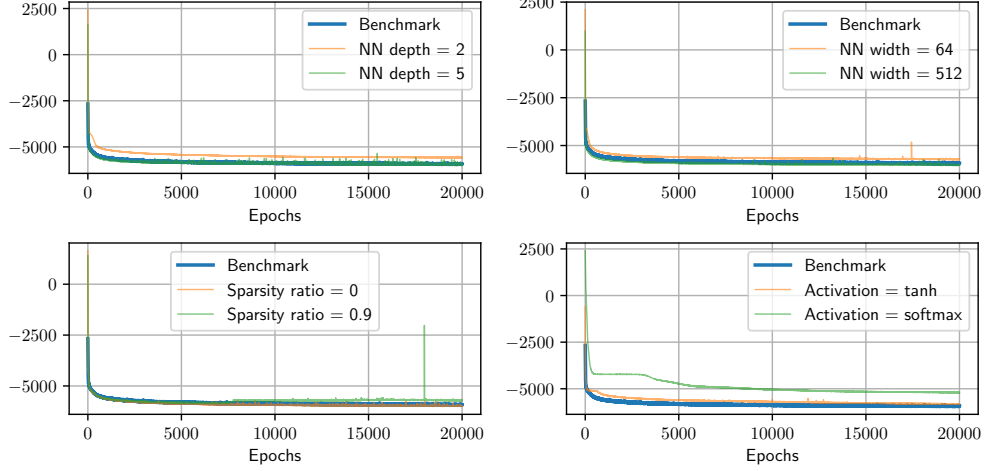 2500
0
−2500
−5000
0
5000
10000
15000
20000
Epochs
Benchmark
NN depth = 2
NN depth = 5
2500
0
−2500
−5000
0
5000
10000
15000
20000
Epochs
Benchmark
NN width = 64
NN width = 512
0
−2500
−5000
0
5000
10000
15000
20000
Epochs
Benchmark
Sparsity ratio = 0
Sparsity ratio = 0.9
2500
0
−2500
−5000
0
5000
10000
15000
20000
Epochs
Benchmark
Activation = tanh
Activation = softmax